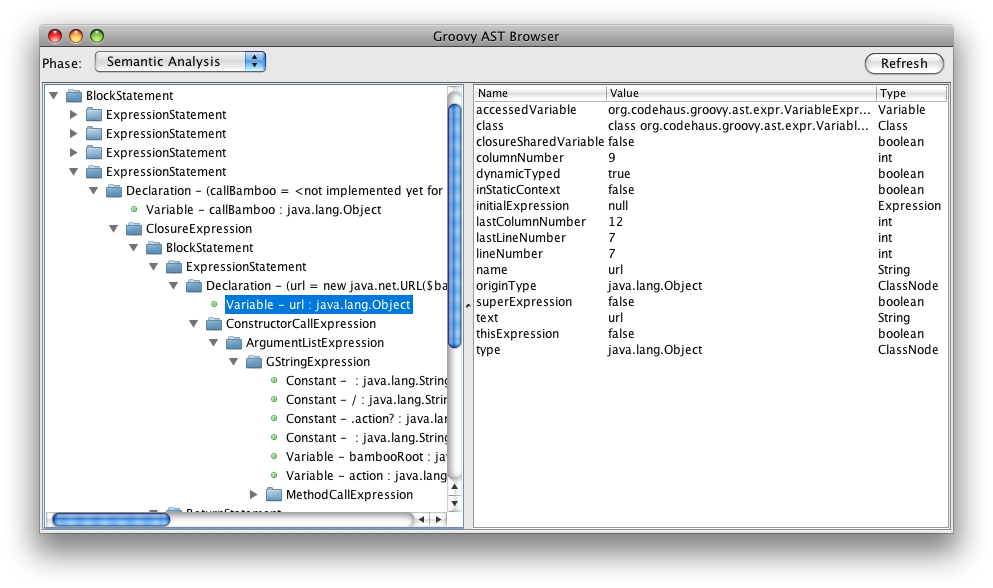 Groovy AST Browser
Phase: Semantic Analysis Refresh
BlockStatement
ExpressionStatement
ExpressionStatement
ExpressionStatement
ExpressionStatement
Declaration - (callBamboo = <not implemented yet for
Variable - callBamboo : java.lang.Object
ClosureExpression
BlockStatement
ExpressionStatement
Declaration - (url = new java.net.URL($ba
Variable - url : java.lang.Object
ConstructorCallExpression
ArgumentListExpression
GStringExpression
Constant -  : java.lang.String
Constant - / : java.lang.Strin
Constant - .action? : java.lan
Constant -  : java.lang.String
Variable - bambooRoot : jav
Variable - action : java.lang
MethodCallExpression
ReturnStatement
Name Value Type
accessedVariable org.codehaus.groovy.ast.expr.VariableExpr... Variable
class class org.codehaus.groovy.ast.expr.Variabl... Class
closureSharedVariable false boolean
columnNumber 9 int
dynamicTyped true boolean
inStaticContext false boolean
initialExpression null Expression
lastColumnNumber 12 int
lastLineNumber 7 int
lineNumber 7 int
name url String
originType java.lang.Object ClassNode
superExpression false boolean
text url String
thisExpression false boolean
type java.lang.Object ClassNode